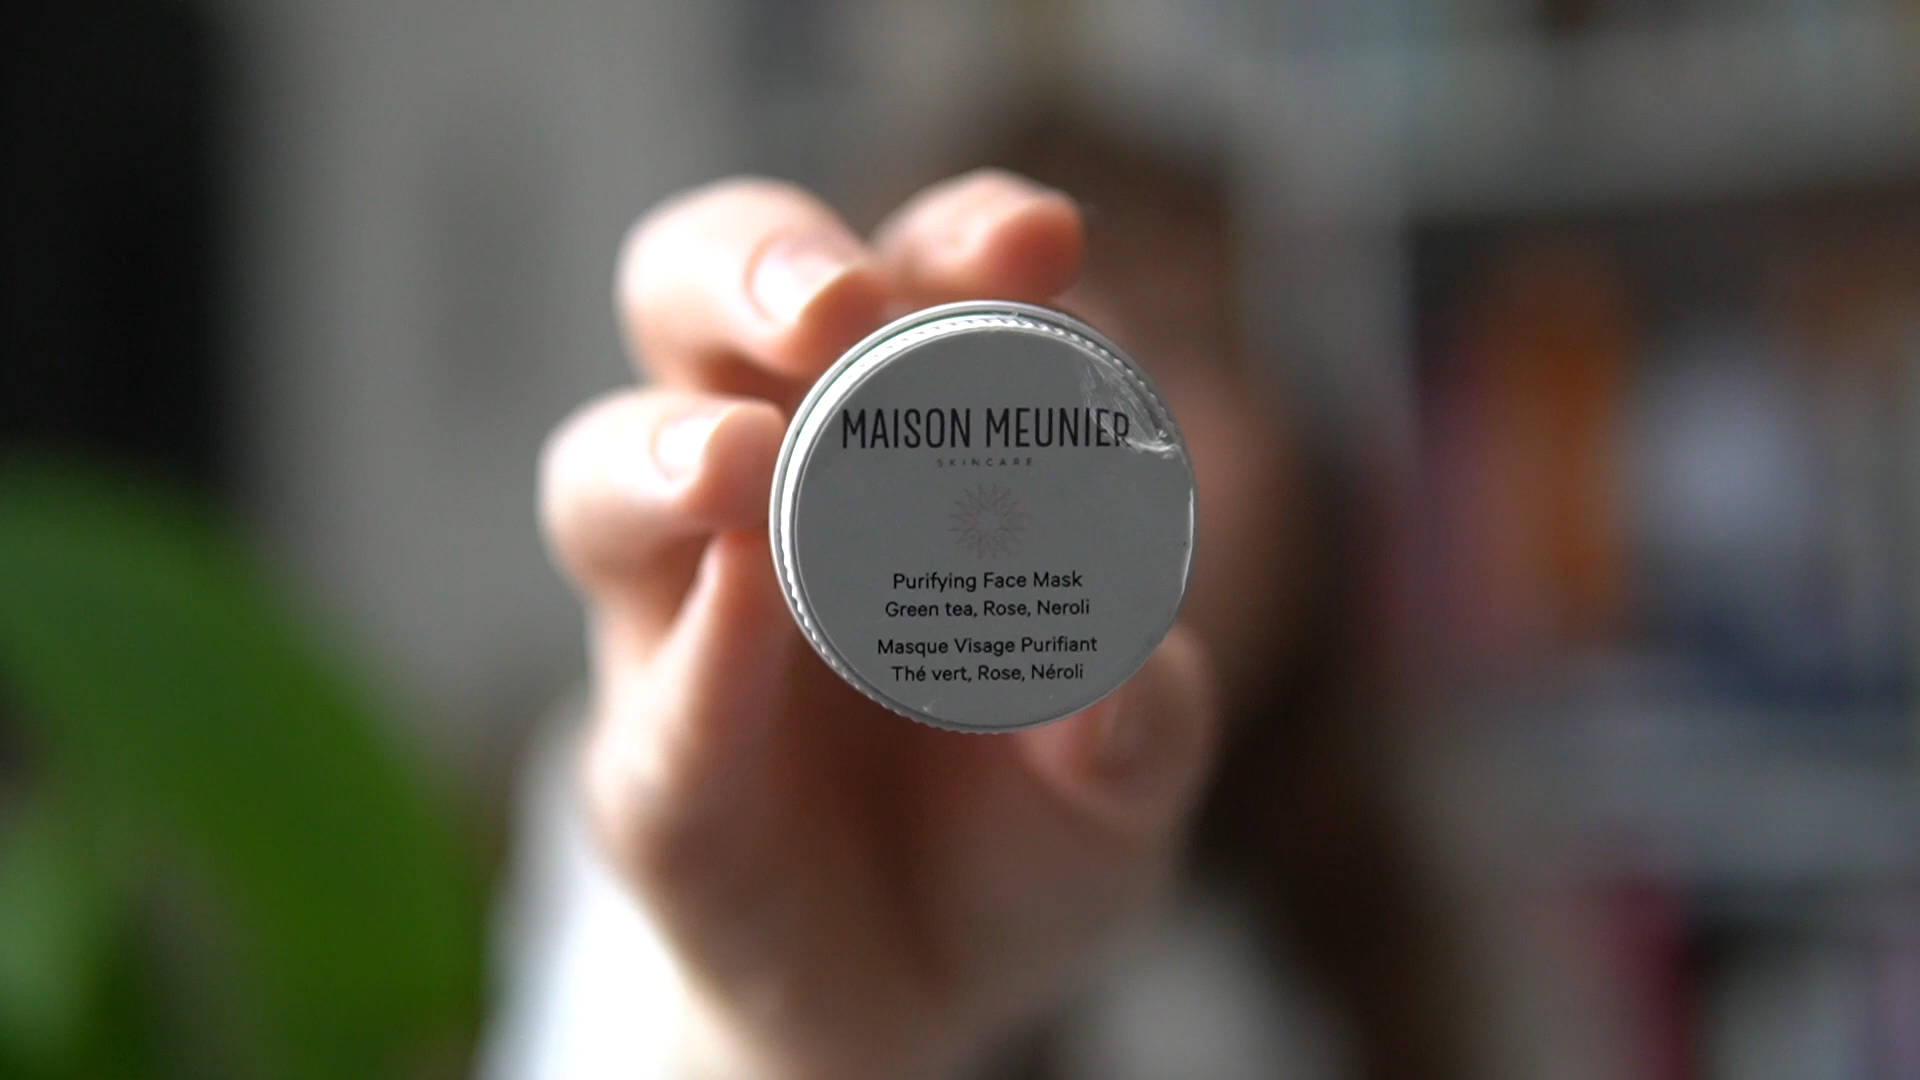 MAISON MEUNIER
SKINCARE
Purifying Face Mask
Green tea, Rose, Neroli
Masque Visage Purifiant
Thé vert, Rose, Néroli